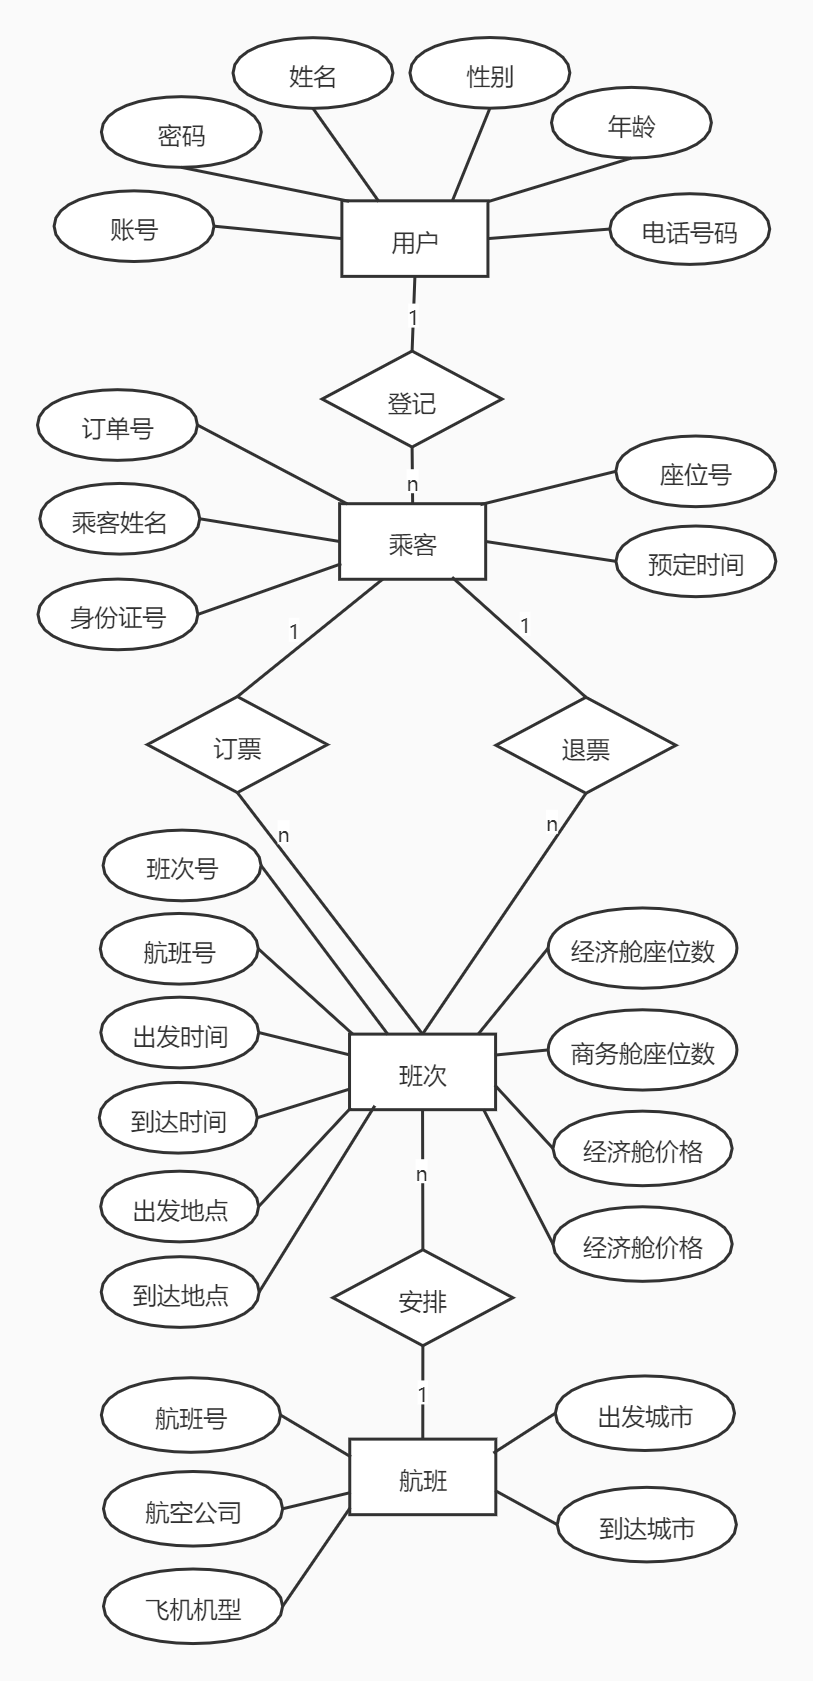 姓名
性别
密码
年龄
账号
用户
电话号码
1
登记
订单号
n
座位号
乘客姓名
乘客
预定时间
身份证号
1
1
订票
退票
n
n
班次号
航班号
经济舱座位数
出发时间
商务舱座位数
班次
到达时间
经济舱价格
n
出发地点
经济舱价格
到达地点
安排
1
航班号
出发城市
航班
航空公司
到达城市
飞机机型